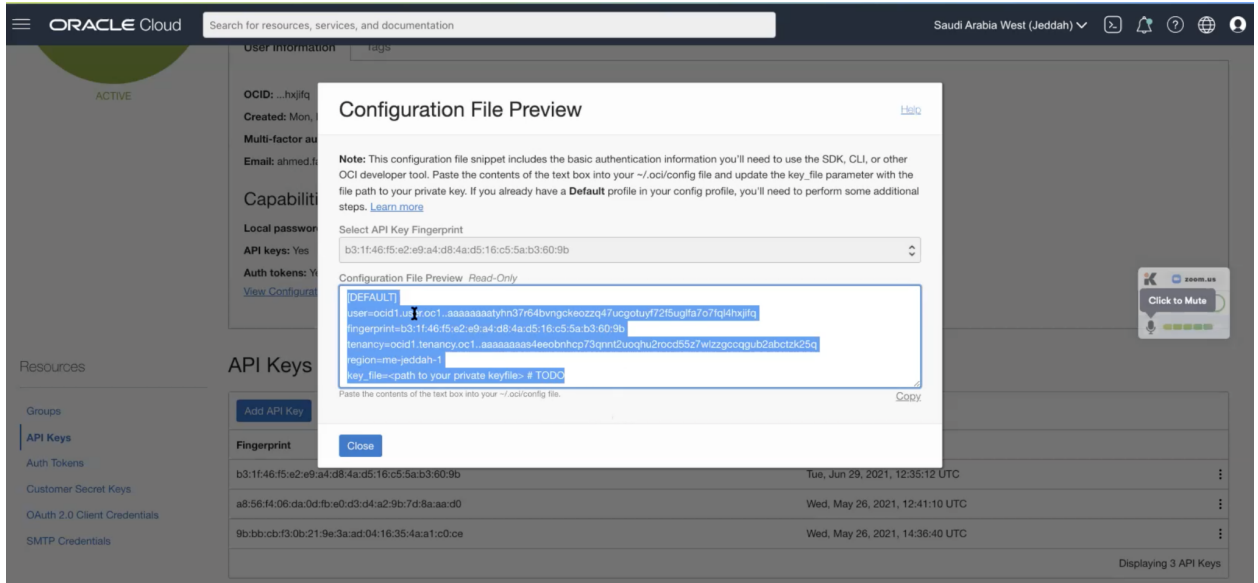 ORACLE Cloud
Search for resources, services, and documentation
Saudi Arabia West (Jeddah)
User Information
Tags
ACTIVE
OCID: ...hxjifq
Created: Mon,
Multi-factor au
Email: ahmed.fa
Capabiliti
Local passwor
API keys: Yes
Auth tokens: Y
View Configurat
Configuration File Preview
Help
Note: This configuration file snippet includes the basic authentication information you'll need to use the SDK, CLI, or other
OCI developer tool. Paste the contents of the text box into your ~/.oci/config file and update the key_file parameter with the
file path to your private key. If you already have a Default profile in your config profile, you'll need to perform some additional
steps. Learn more
Select API Key Fingerprint
b3:1f:46:f5:e2:e9:a4:d8:4a:d5:16:c5:5a:b3:60:9b
Configuration File Preview Read-Only
[DEFAULT]
user=ocid1.user.oc1..aaaaaaaatyhn37r64bvngckeozzq47ucgotuyf72f5uglfa7o7fql4hxjifq
fingerprint=b3:1f:46:f5:e2:e9:a4:d8:4a:d5:16:c5:5a:b3:60:9b
tenancy=ocid1.tenancy.oc1..aaaaaaaas4eeobnhcp73qnnt2uoqhu2rocd55z7wlzzgccqgub2abctzk25q
region=me-jeddah-1
key_file=<path to your private keyfile> # TODO
Paste the contents of the text box into your ~/.oci/config file.
Copy
Close
zoom.us
Click to Mute
Resources
Groups
API Keys
Auth Tokens
Customer Secret Keys
OAuth 2.0 Client Credentials
SMTP Credentials
API Keys
Add API Key
Fingerprint
b3:1f:46:f5:e2:e9:a4:d8:4a:d5:16:c5:5a:b3:60:9b Tue, Jun 29, 2021, 12:35:12 UTC
a8:56:f4:06:da:0d:fb:e0:d3:d4:a2:9b:7d:8a:aa:d0 Wed, May 26, 2021, 12:41:10 UTC
9b:bb:cb:f3:0b:21:9e:3a:ad:04:16:35:4a:a1:c0:ce Wed, May 26, 2021, 14:36:40 UTC
Displaying 3 API Keys